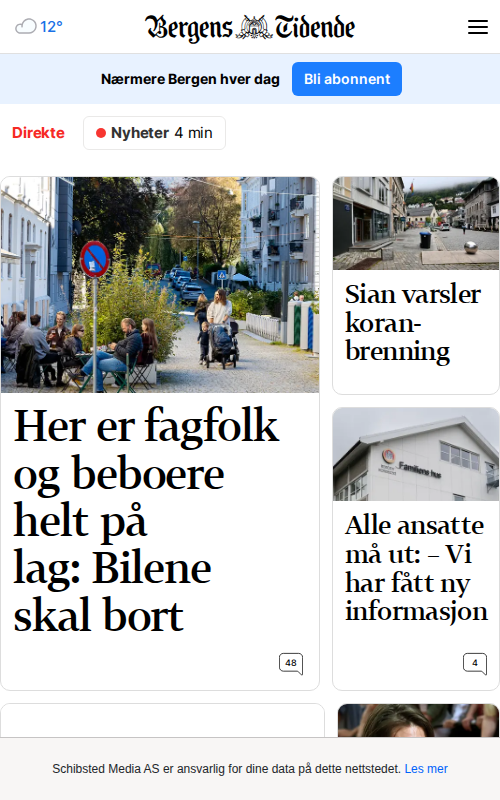 12°
Bergens Tidende
Nærmere Bergen hver dag
Bli abonnent
Direkte
Nyheter 4 min
Her er fagfolk
og beboere
helt på
lag: Bilene
skal bort
48
Sian varsler
koran-
brenning
Familiens hus
Alle ansatte
må ut: – Vi
har fått ny
informasjon
4
Schibsted Media AS er ansvarlig for dine data på dette nettstedet. Les mer